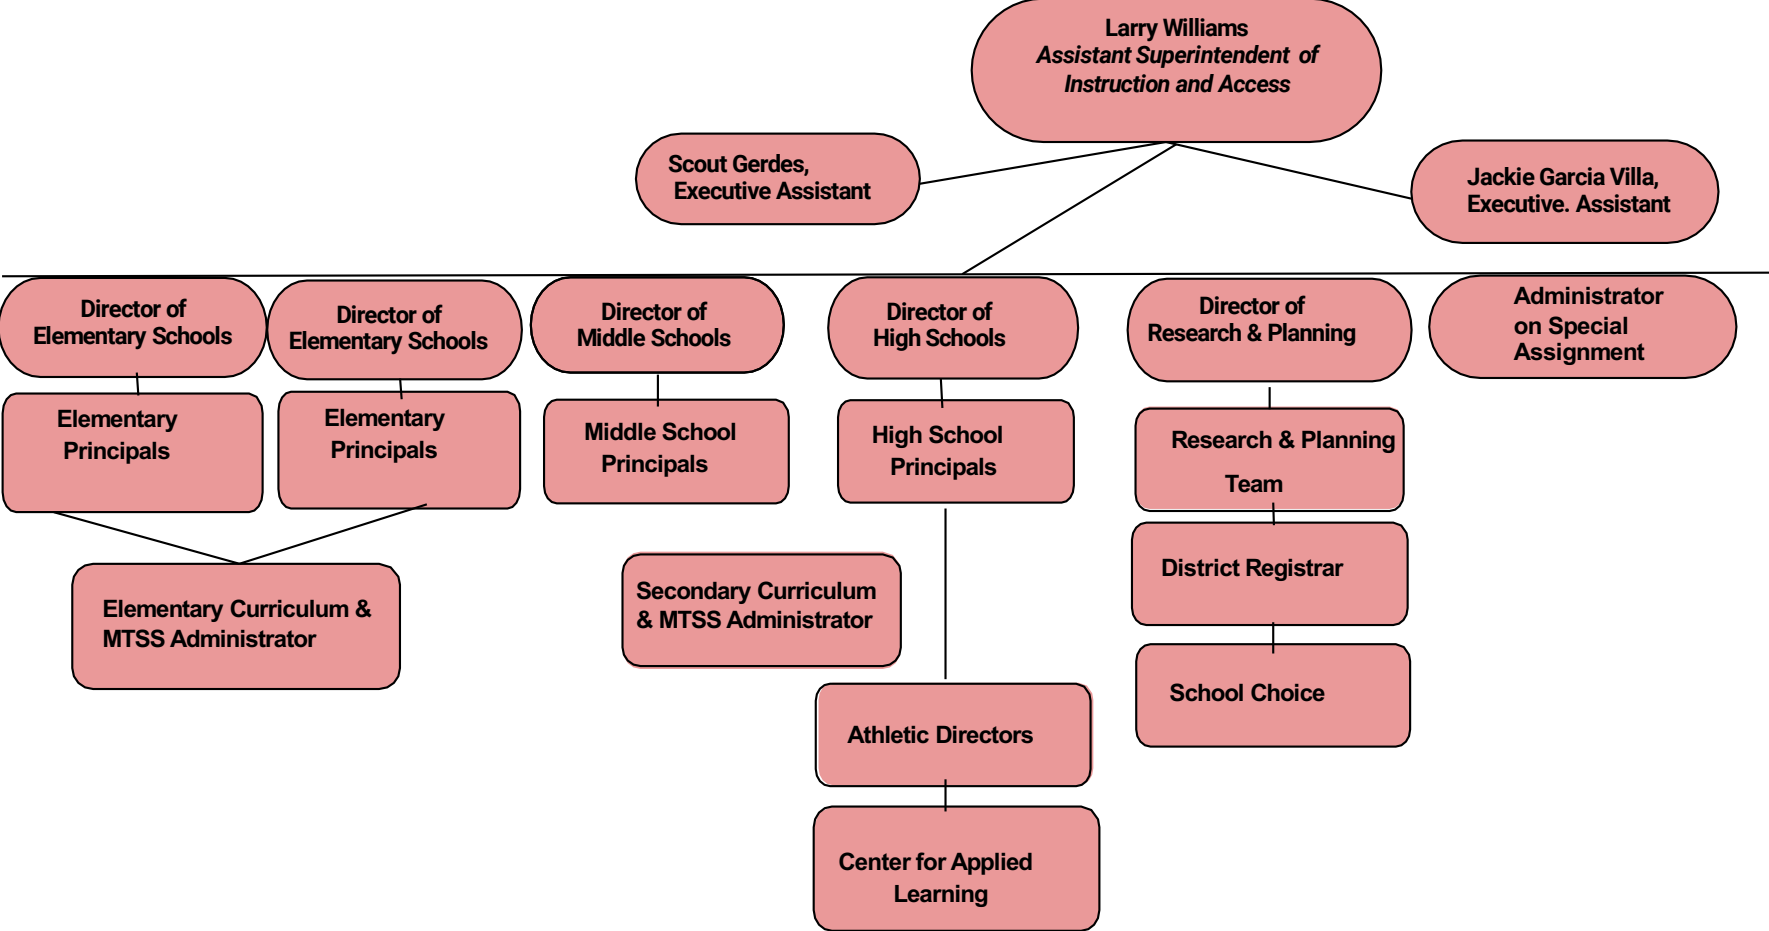 Larry Williams
Assistant Superintendent of
Instruction and Access
Scout Gerdes,
Executive Assistant
Jackie Garcia Villa,
Executive. Assistant
Director of
Elementary Schools
Director of
Elementary Schools
Director of
Middle Schools
Director of
High Schools
Director of
Research & Planning
Administrator
on Special
Assignment
Elementary
Principals
Elementary
Principals
Middle School
Principals
High School
Principals
Research & Planning
Team
Elementary Curriculum &
MTSS Administrator
Secondary Curriculum
& MTSS Administrator
District Registrar
School Choice
Athletic Directors
Center for Applied
Learning